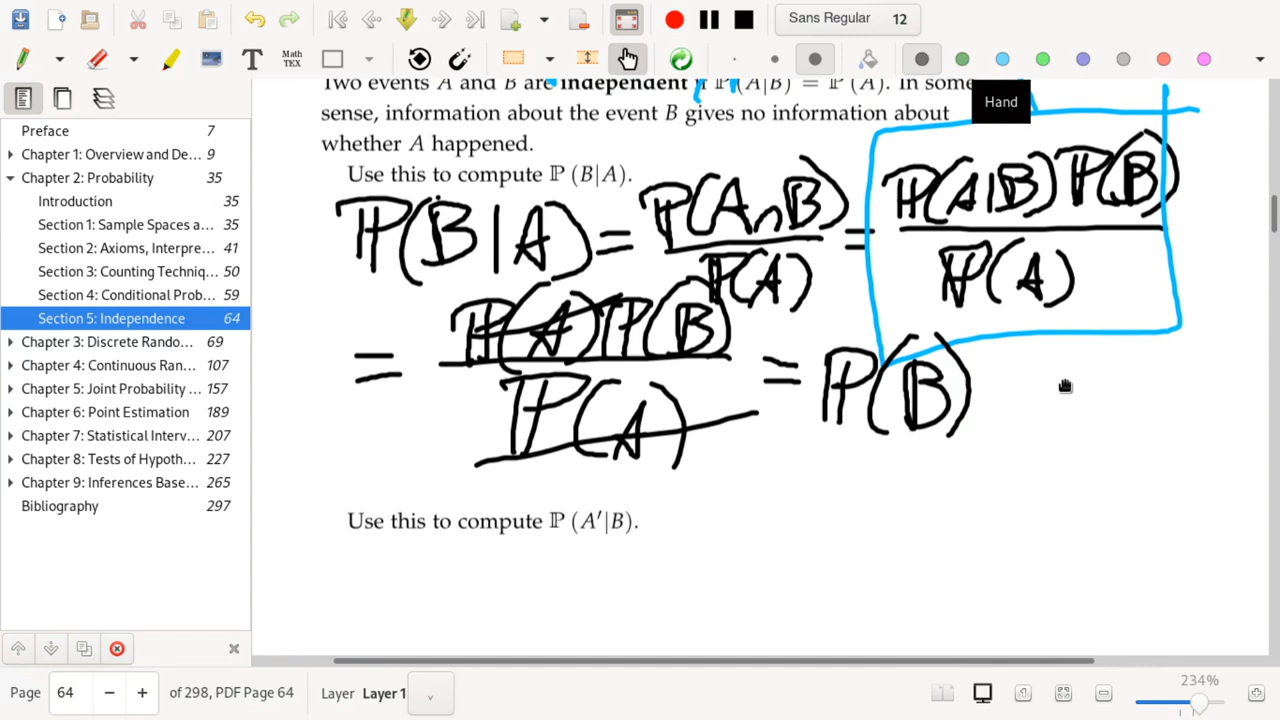 Sans Regular 12
Math
TEX
Hand
Preface 7
Chapter 1: Overview and De... 9
Chapter 2: Probability 35
Introduction 35
Section 1: Sample Spaces a... 35
Section 2: Axioms, Interpre... 41
Section 3: Counting Techniq... 50
Section 4: Conditional Prob... 59
Section 5: Independence 64
Chapter 3: Discrete Rando... 69
Chapter 4: Continuous Ran... 107
Chapter 5: Joint Probability ... 157
Chapter 6: Point Estimation 189
Chapter 7: Statistical Interv... 207
Chapter 8: Tests of Hypoth... 227
Chapter 9: Inferences Base... 265
Bibliography 297
Two events A and B are independent if ℙ(A|B) = ℙ(A). In some
sense, information about the event B gives no information about
whether A happened.
Use this to compute ℙ(B|A).
ℙ(B|A) = ℙ(A∩B) / ℙ(A) = ℙ(A|B)ℙ(B) / ℙ(A)
= ℙ(A)ℙ(B) / ℙ(A) = ℙ(B)
Use this to compute ℙ(A′|B).
Page 64 of 298, PDF Page 64 Layer Layer 1 234%